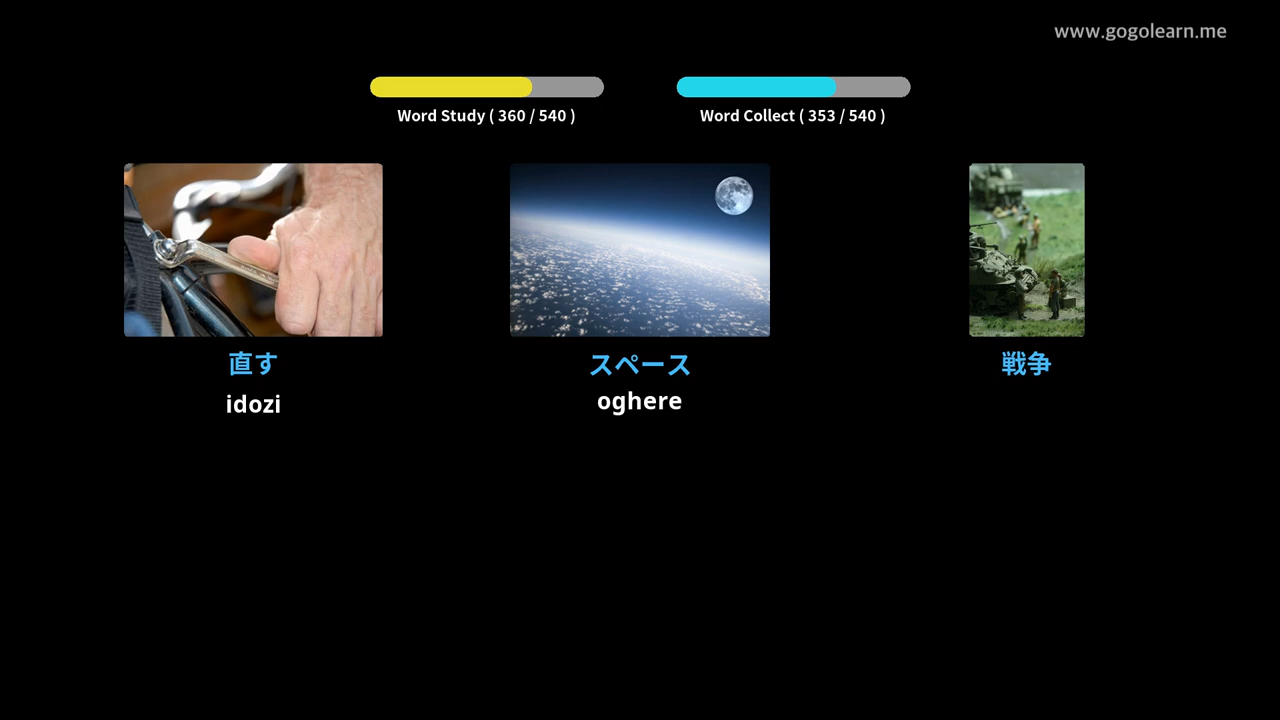 www.gogolearn.me
Word Study ( 360 / 540 )
Word Collect ( 353 / 540 )
直す
スペース
戦争
idozi
oghere